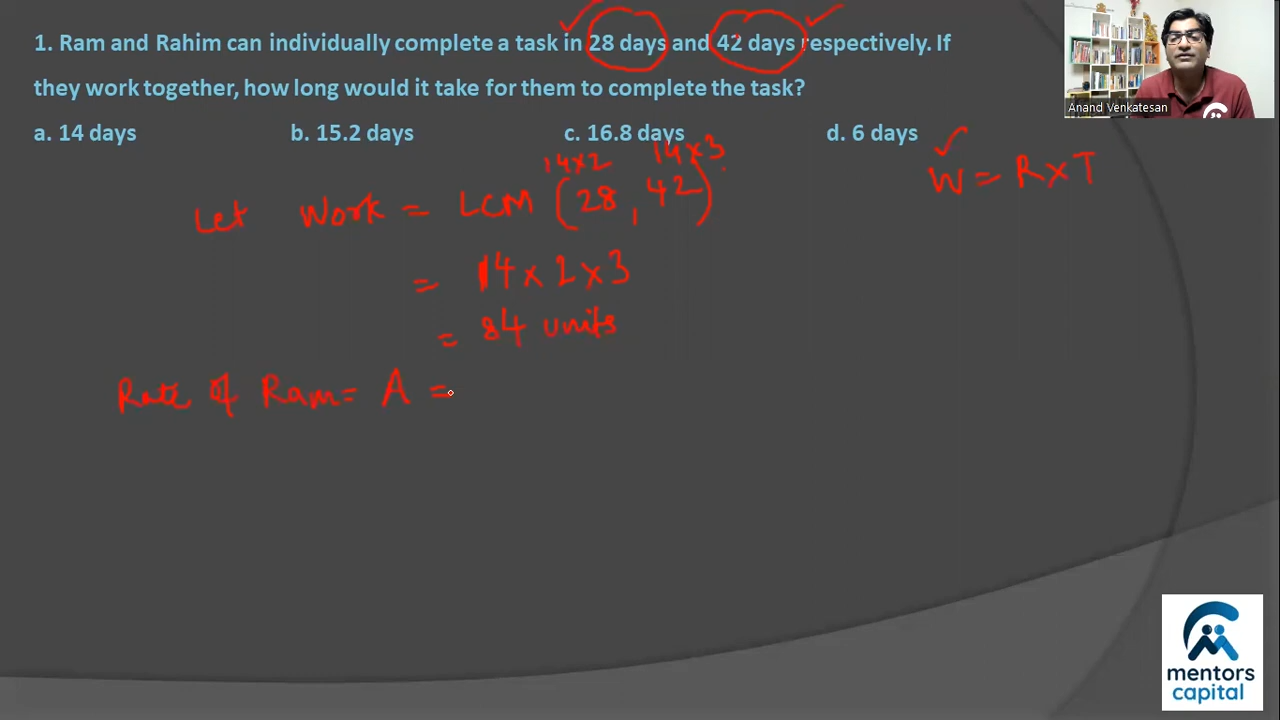 1. Ram and Rahim can individually complete a task in 28 days and 42 days respectively. If
they work together, how long would it take for them to complete the task?
a. 14 days b. 15.2 days c. 16.8 days d. 6 days
Anand Venkatesan
W = R x T
14x2 14x3
Let Work = LCM (28, 42)
= 14 x 2 x 3
= 84 units
Rate of Ram = A =
mentors
capital